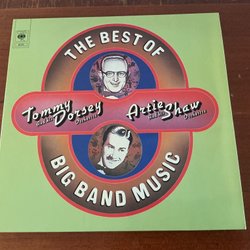 THE BEST OF
Tommy Dorsey
Artie Shaw
BIG BAND MUSIC